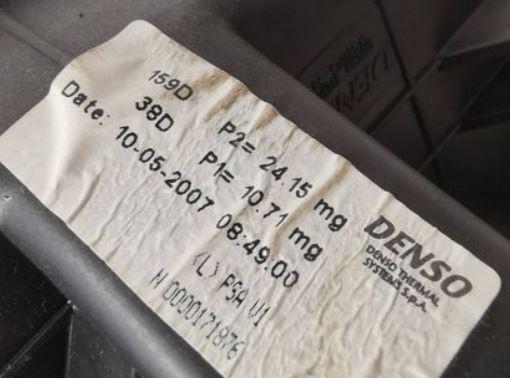 159D P2= 24.15 mg
38D P1= 10.71 mg
Date: 10-05-2007 08:49.00
<L> PSA V1
N 0000171876
DENSO
DENSO THERMAL
SYSTEMS S.p.A.